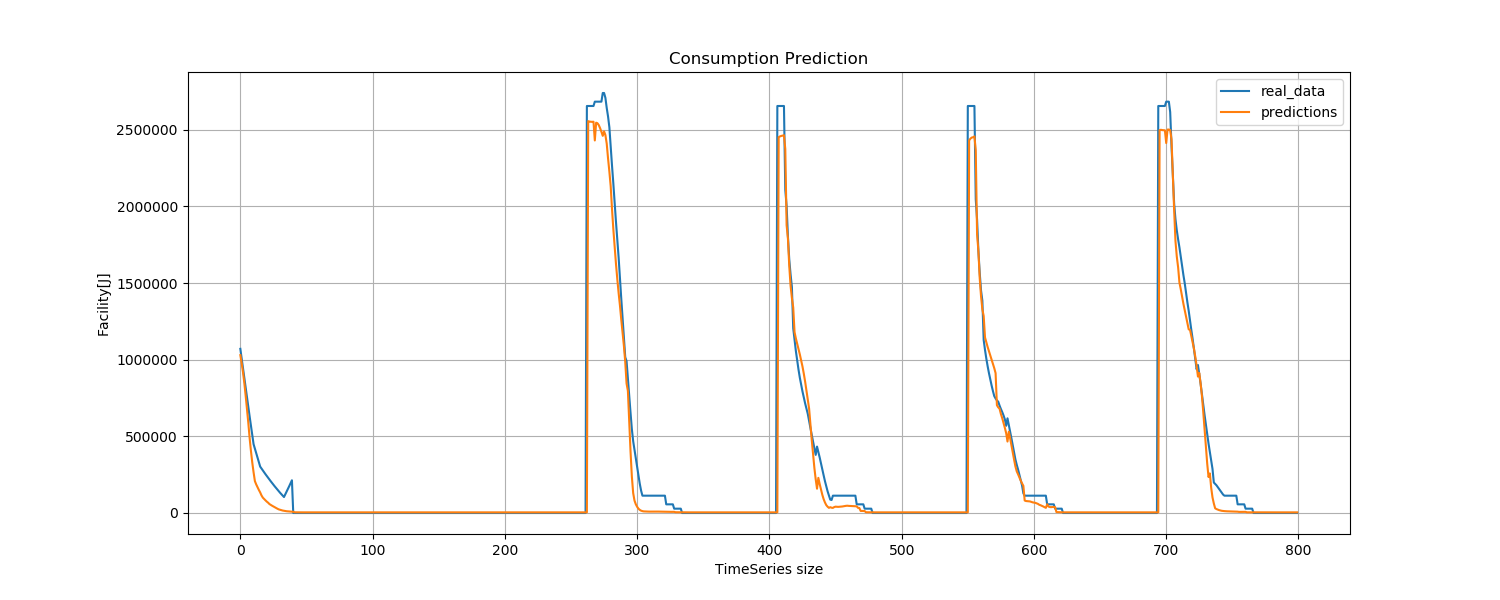 Consumption Prediction
real_data
predictions
Facility[J]
2500000
2000000
1500000
1000000
500000
0
0 100 200 300 400 500 600 700 800
TimeSeries size